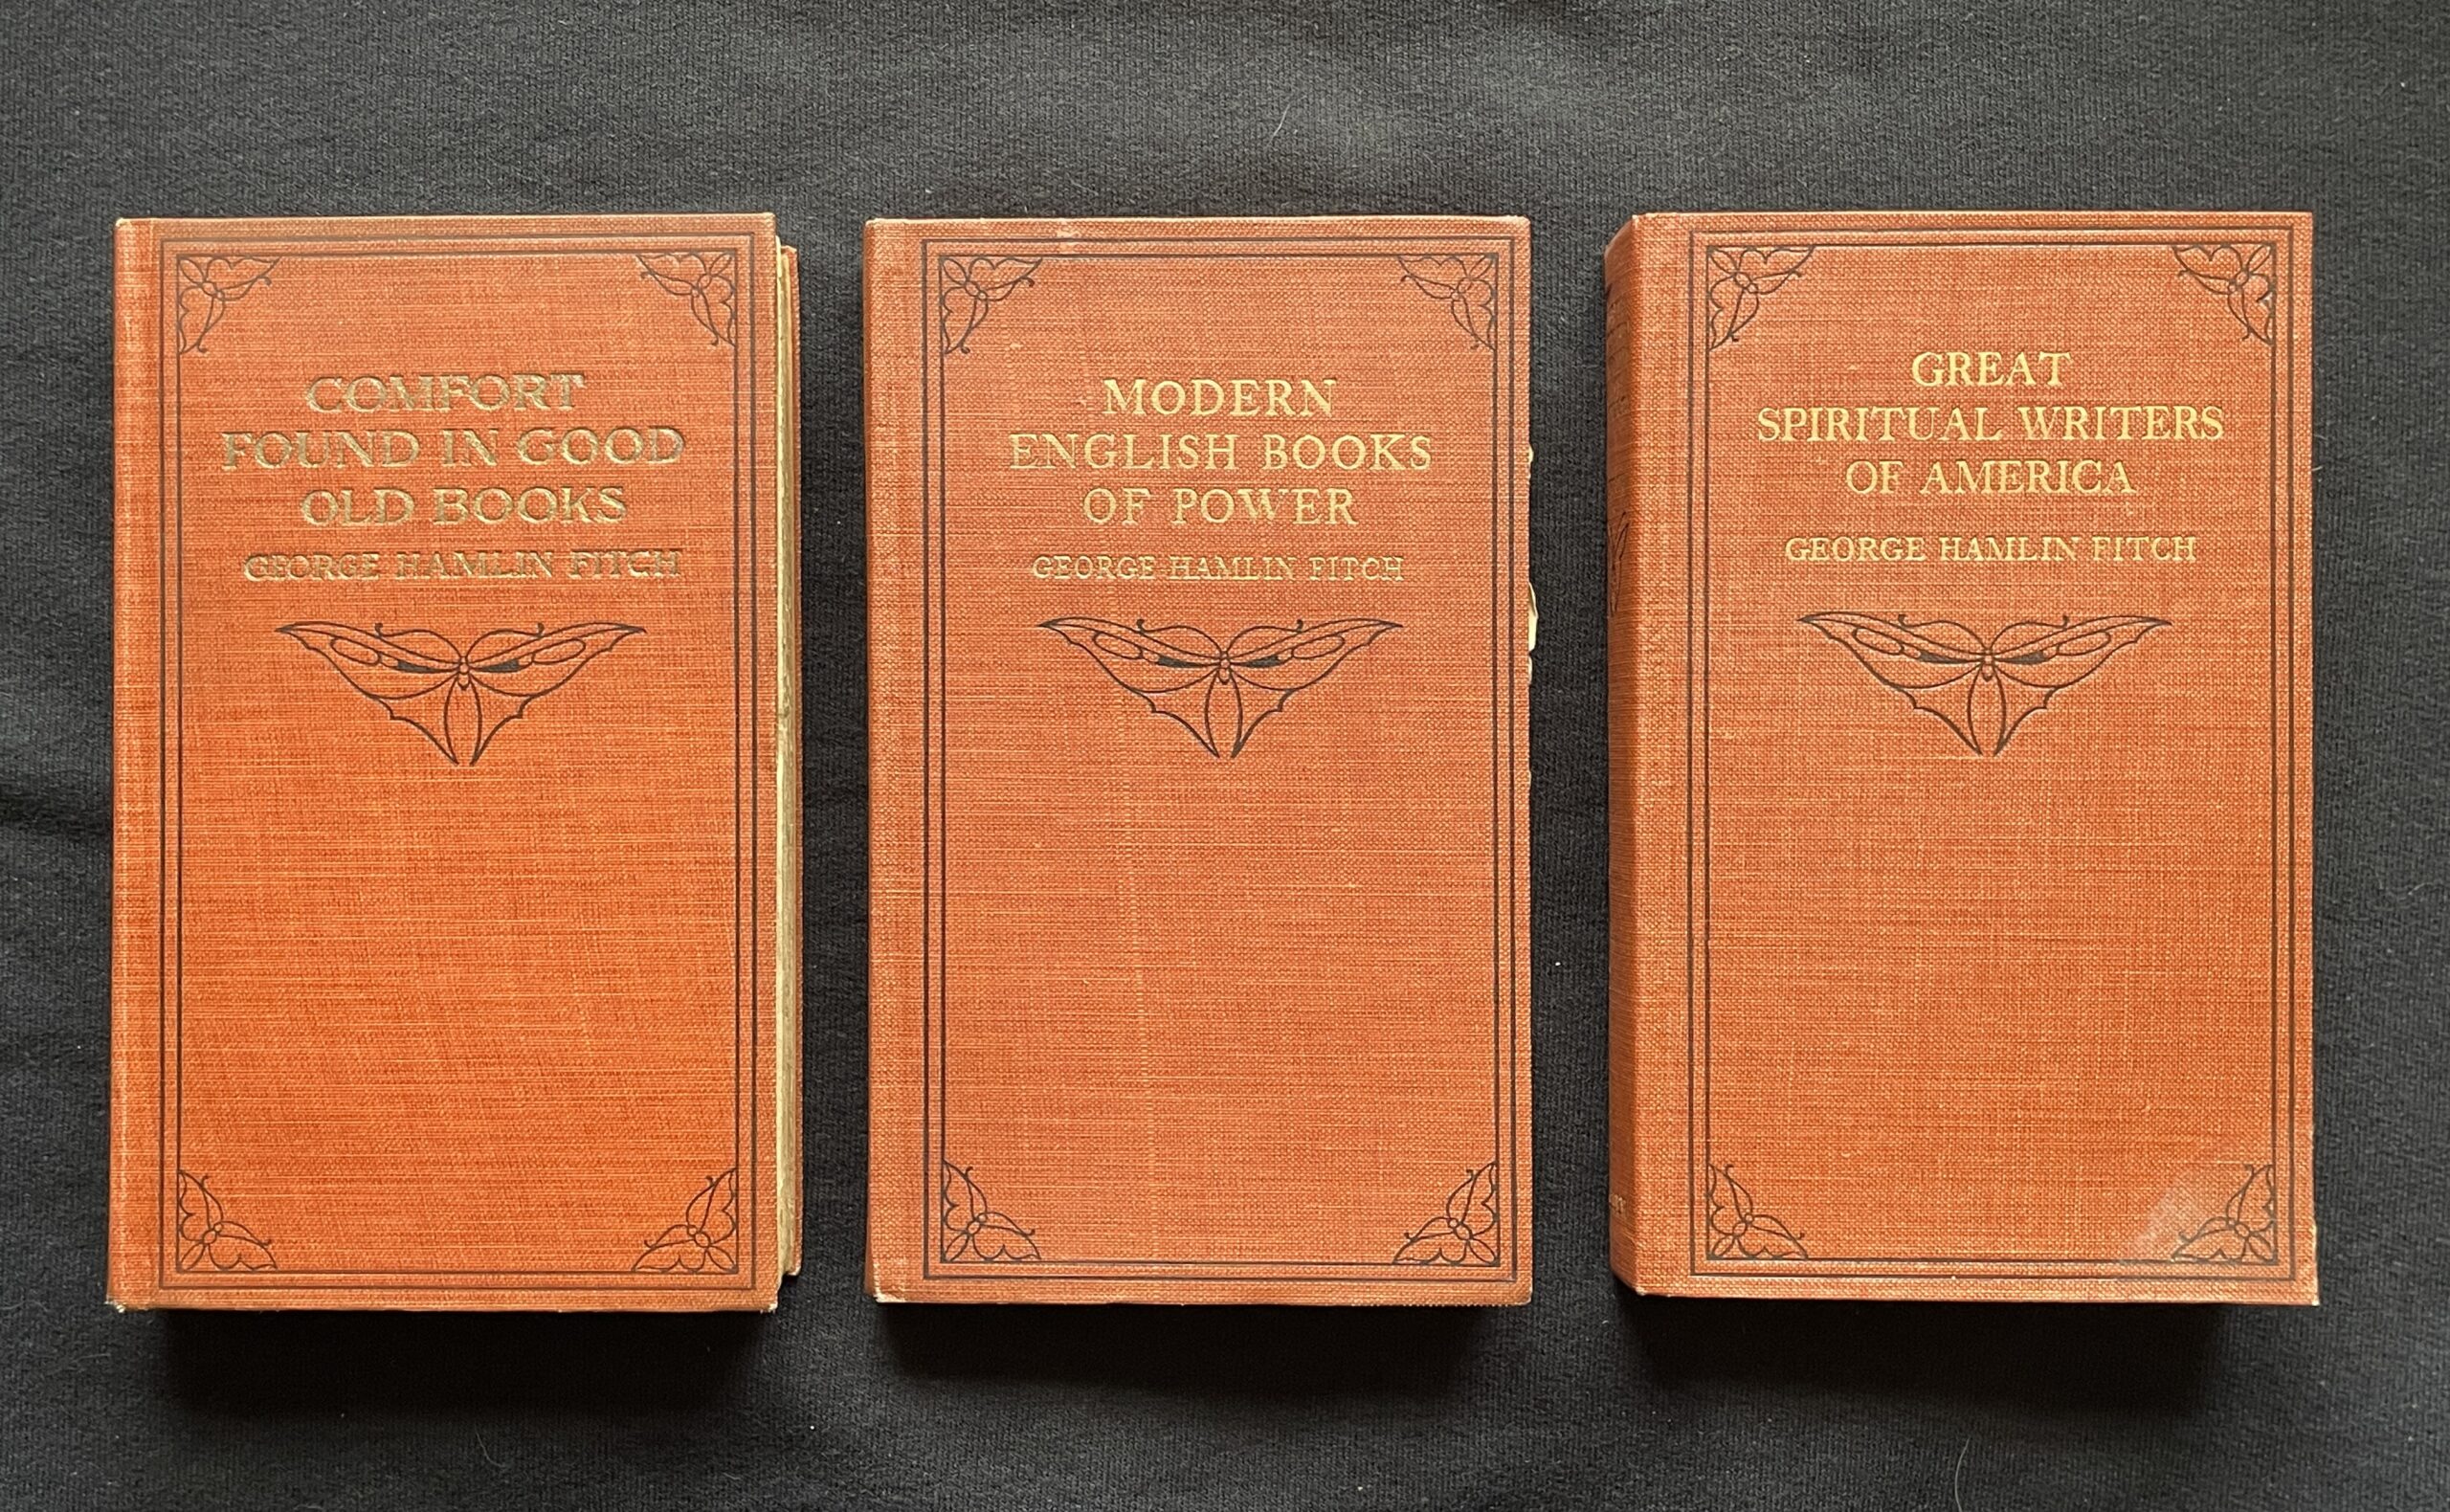 COMFORT
FOUND IN GOOD
OLD BOOKS
GEORGE HAMLIN FITCH
MODERN
ENGLISH BOOKS
OF POWER
GEORGE HAMLIN FITCH
GREAT
SPIRITUAL WRITERS
OF AMERICA
GEORGE HAMLIN FITCH